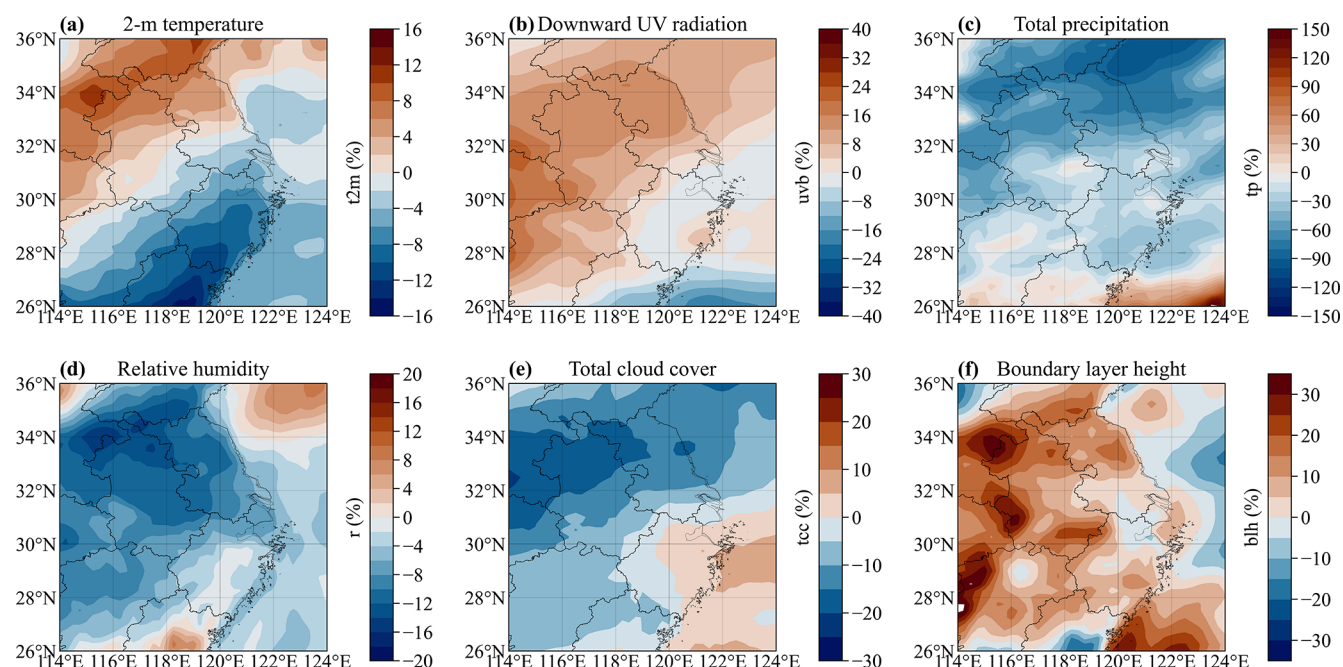 (a) 2-m temperature
36°N
34°N
32°N
30°N
28°N
26°N
114°E 116°E 118°E 120°E 122°E 124°E
16
12
8
4
0
−4
−8
−12
−16
t2m (%)
(b) Downward UV radiation
36°N
34°N
32°N
30°N
28°N
26°N
114°E 116°E 118°E 120°E 122°E 124°E
40
32
24
16
8
0
−8
−16
−24
−32
−40
uvb (%)
(c) Total precipitation
36°N
34°N
32°N
30°N
28°N
26°N
114°E 116°E 118°E 120°E 122°E 124°E
150
120
90
60
30
0
−30
−60
−90
−120
−150
tp (%)
(d) Relative humidity
36°N
34°N
32°N
30°N
28°N
26°N
114°E 116°E 118°E 120°E 122°E 124°E
20
16
12
8
4
0
−4
−8
−12
−16
−20
r (%)
(e) Total cloud cover
36°N
34°N
32°N
30°N
28°N
26°N
114°E 116°E 118°E 120°E 122°E 124°E
30
20
10
0
−10
−20
−30
tcc (%)
(f) Boundary layer height
36°N
34°N
32°N
30°N
28°N
26°N
114°E 116°E 118°E 120°E 122°E 124°E
30
20
10
0
−10
−20
−30
blh (%)